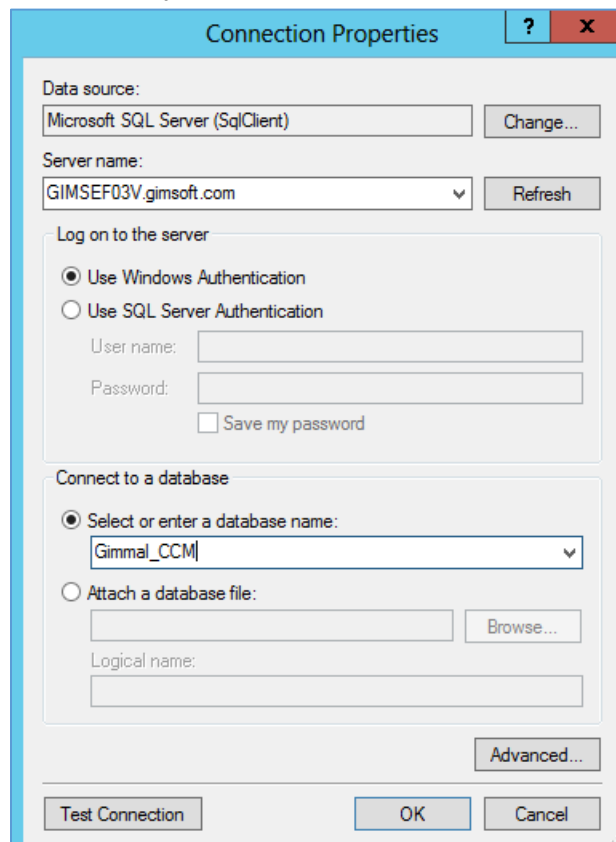 Connection Properties
?
x
Data source:
Microsoft SQL Server (SqlClient)
Change...
Server name:
GIMSEF03V.gimsoft.com
Refresh
Log on to the server
Use Windows Authentication
Use SQL Server Authentication
User name:
Password:
Save my password
Connect to a database
Select or enter a database name:
Gimmal_CCM
Attach a database file:
Browse...
Logical name:
Advanced...
Test Connection
OK
Cancel